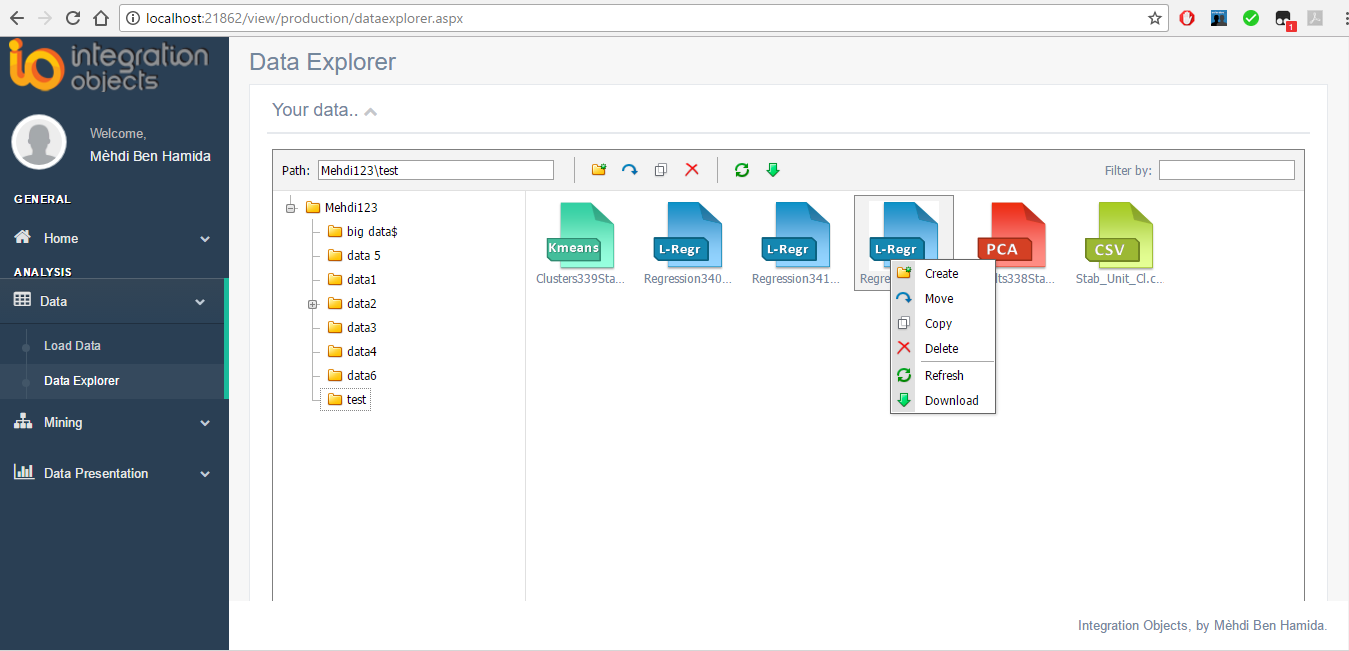 localhost:21862/view/production/dataexplorer.aspx
1
integration
objects
Welcome,
Mèhdi Ben Hamida
GENERAL
Home
ANALYSIS
Data
Load Data
Data Explorer
Mining
Data Presentation
Data Explorer
Your data..
Path: Mehdi123\test
Filter by:
Mehdi123
big data$
data 5
data1
data2
data3
data4
data6
test
Kmeans
Clusters339Sta...
L-Regr
Regression340...
L-Regr
Regression341...
L-Regr
Regre
PCA
lts338Sta...
CSV
Stab_Unit_Cl.c...
Create
Move
Copy
Delete
Refresh
Download
Integration Objects, by Mèhdi Ben Hamida.